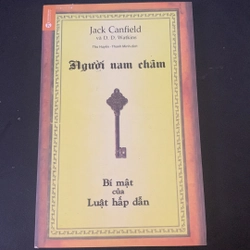 Jack Canfield
và D. D. Watkins
Người nam châm
Bí mật
của
Luật hấp dẫn